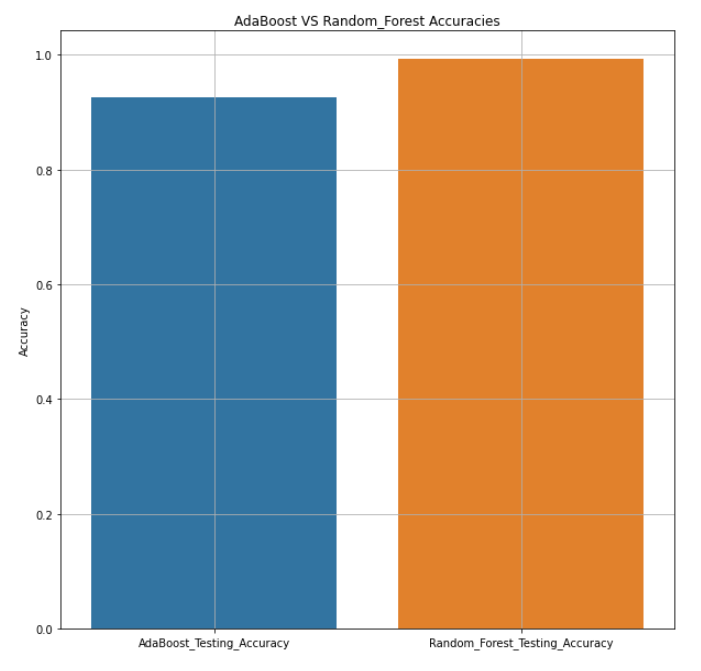 AdaBoost VS Random_Forest Accuracies
1.0
0.8
0.6
0.4
0.2
0.0
Accuracy
AdaBoost_Testing_Accuracy
Random_Forest_Testing_Accuracy